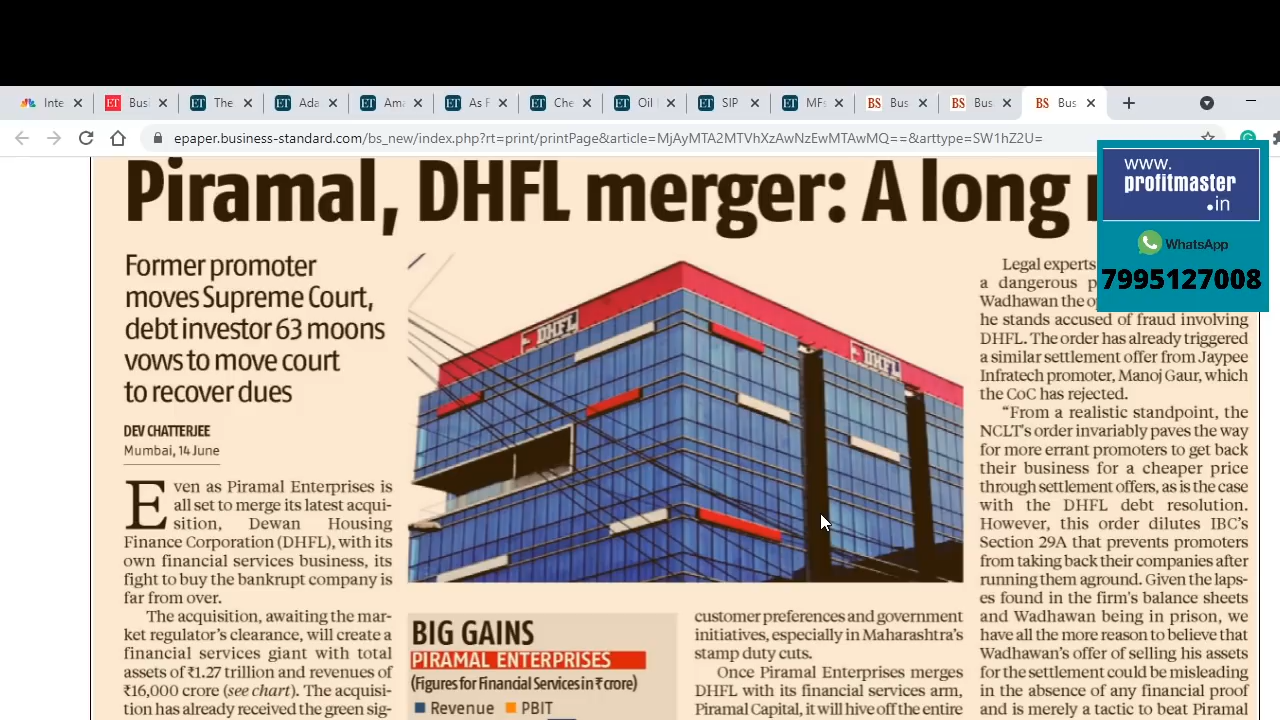 Inte
Busi
The
Ada
Ama
As F
Che
Oil
SIP
MFs
Bus
Bus
Bus
epaper.business-standard.com/bs_new/index.php?rt=print/printPage&article=MjAyMTA2MTVhXzAwNzEwMTAwMQ==&arttype=SW1hZ2U=
www.
profitmaster
.in
WhatsApp
7995127008
Piramal, DHFL merger: A long
Former promoter
moves Supreme Court,
debt investor 63 moons
vows to move court
to recover dues
DEV CHATTERJEE
Mumbai, 14 June
Even as Piramal Enterprises is
all set to merge its latest acqui-
sition, Dewan Housing
Finance Corporation (DHFL), with its
own financial services business, its
fight to buy the bankrupt company is
far from over.
The acquisition, awaiting the mar-
ket regulator's clearance, will create a
financial services giant with total
assets of ₹1.27 trillion and revenues of
₹16,000 crore (see chart). The acquisi-
tion has already received the green sig-
DHFL
DHFL
BIG GAINS
PIRAMAL ENTERPRISES
(Figures for Financial Services in ₹ crore)
Revenue PBIT
customer preferences and government
initiatives, especially in Maharashtra's
stamp duty cuts.
Once Piramal Enterprises merges
DHFL with its financial services arm,
Piramal Capital, it will hive off the entire
Legal experts
a dangerous
Wadhawan the
he stands accused of fraud involving
DHFL. The order has already triggered
a similar settlement offer from Jaypee
Infratech promoter, Manoj Gaur, which
the CoC has rejected.
"From a realistic standpoint, the
NCLT's order invariably paves the way
for more errant promoters to get back
their business for a cheaper price
through settlement offers, as is the case
with the DHFL debt resolution.
However, this order dilutes IBC's
Section 29A that prevents promoters
from taking back their companies after
running them aground. Given the laps-
es found in the firm's balance sheets
and Wadhawan being in prison, we
have all the more reason to believe that
Wadhawan's offer of selling his assets
for the settlement could be misleading
in the absence of any financial proof
and is merely a tactic to beat Piramal